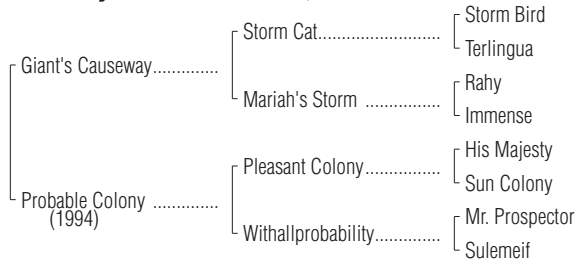 Storm Bird
Storm Cat
Terlingua
Giant's Causeway
Rahy
Mariah's Storm
Immense
His Majesty
Pleasant Colony
Sun Colony
Probable Colony
(1994)
Mr. Prospector
Withallprobability
Sulemeif